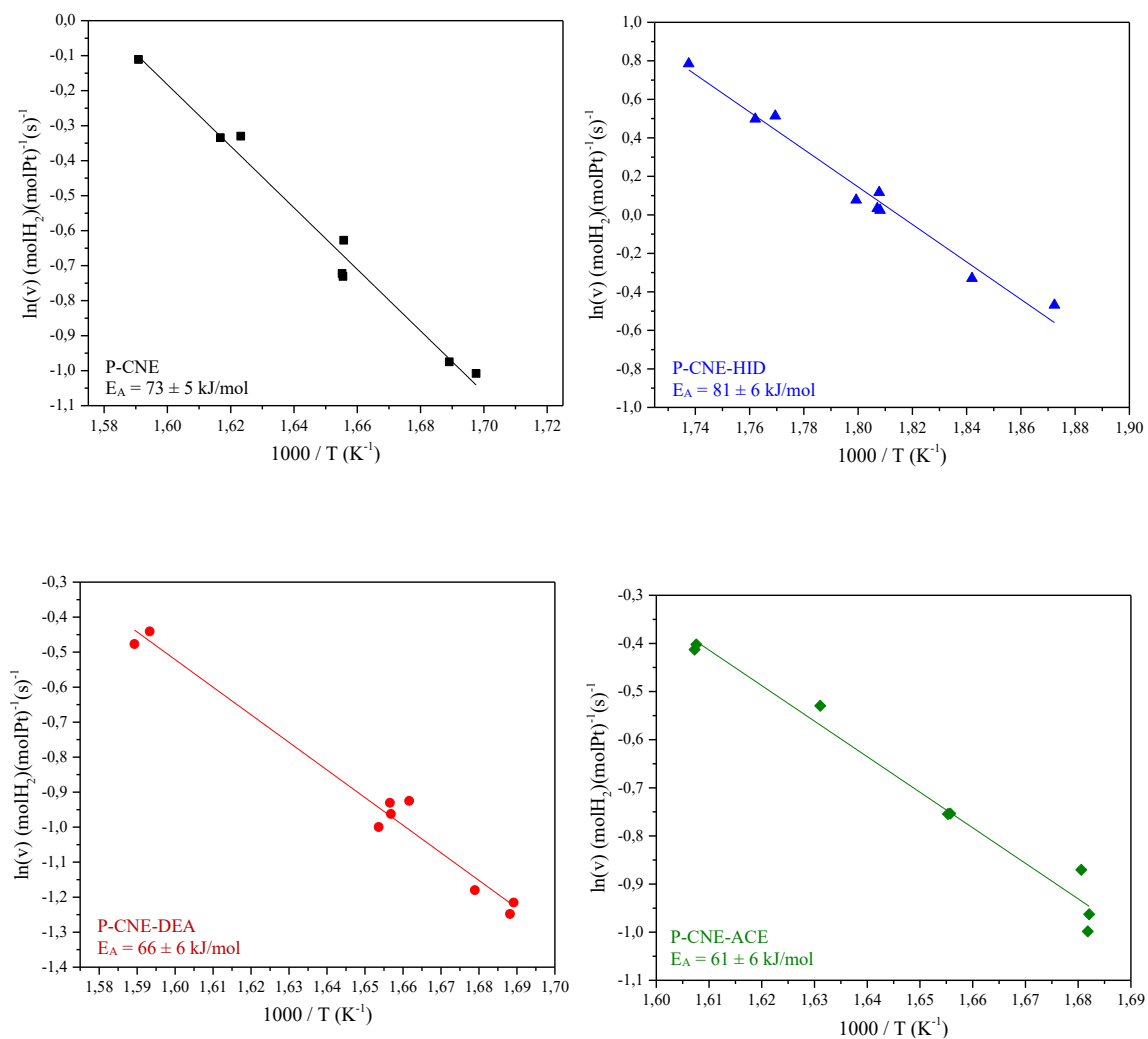 0,0
-0,1
-0,2
-0,3
-0,4
-0,5
-0,6
-0,7
-0,8
-0,9
-1,0
-1,1
ln(v) (molH₂)(molPt)⁻¹(s)⁻¹
P-CNE
E_A = 73 ± 5 kJ/mol
1,58 1,60 1,62 1,64 1,66 1,68 1,70 1,72
1000 / T (K⁻¹)
1,0
0,8
0,6
0,4
0,2
0,0
-0,2
-0,4
-0,6
-0,8
-1,0
ln(v) (molH₂)(molPt)⁻¹(s)⁻¹
P-CNE-HID
E_A = 81 ± 6 kJ/mol
1,74 1,76 1,78 1,80 1,82 1,84 1,86 1,88 1,90
1000 / T (K⁻¹)
-0,3
-0,4
-0,5
-0,6
-0,7
-0,8
-0,9
-1,0
-1,1
-1,2
-1,3
-1,4
ln(v) (molH₂)(molPt)⁻¹(s)⁻¹
P-CNE-DEA
E_A = 66 ± 6 kJ/mol
1,58 1,59 1,60 1,61 1,62 1,63 1,64 1,65 1,66 1,67 1,68 1,69 1,70
1000 / T (K⁻¹)
-0,3
-0,4
-0,5
-0,6
-0,7
-0,8
-0,9
-1,0
-1,1
ln(v) (molH₂)(molPt)⁻¹(s)⁻¹
P-CNE-ACE
E_A = 61 ± 6 kJ/mol
1,60 1,61 1,62 1,63 1,64 1,65 1,66 1,67 1,68 1,69
1000 / T (K⁻¹)